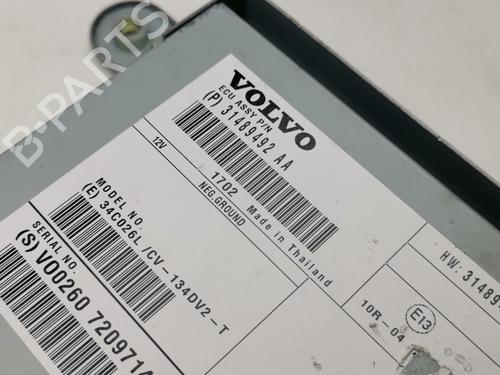 B-PARTS
VOLVO
ECU ASSY P/N
(P) 31489492 AA
12V
1702 Made in Thailand
NEG.GROUND
MODEL NO.
(E) 34C026L /CV-134DV2-T
SERIAL NO.
(S) V00260 720971A
HW: 31489
10R-04
E13